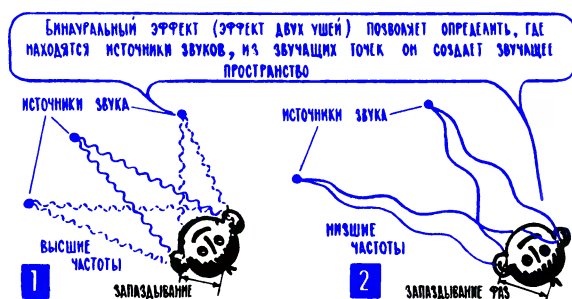 Бинауральный эффект (эффект двух ушей) позволяет определить, где
находятся источники звуков, из звучащих точек он создает звучащее
пространство
источники звука
источники звука
высшие
частоты
низшие
частоты
1
запаздывание
2
запаздывание фаз